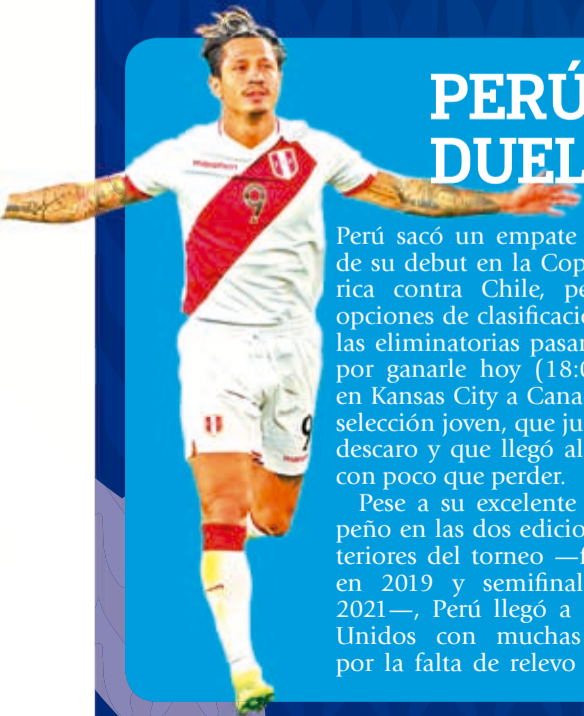 PERÚ
DUEL
Perú sacó un empate
de su debut en la Cop
rica contra Chile, pe
opciones de clasificació
las eliminatorias pasar
por ganarle hoy (18:0
en Kansas City a Cana
selección joven, que ju
descaro y que llegó al
con poco que perder.
Pese a su excelente
peño en las dos edicio
teriores del torneo —f
en 2019 y semifinal
2021—, Perú llegó a
Unidos con muchas
por la falta de relevo
marathon
9
9